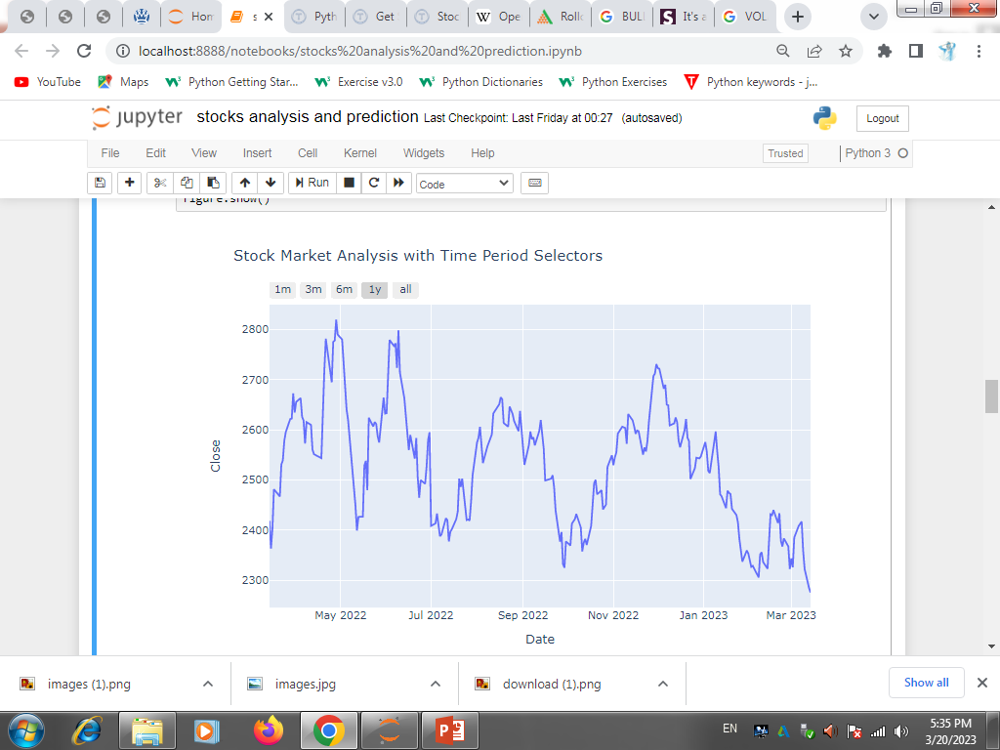 Hon
s
Pyth
Get
Stoc
W Ope
Rollo
BUL
S It's a
VOL
localhost:8888/notebooks/stocks%20analysis%20and%20prediction.ipynb
YouTube Maps Python Getting Star... Exercise v3.0 Python Dictionaries Python Exercises Python keywords - j...
jupyter stocks analysis and prediction Last Checkpoint: Last Friday at 00:27 (autosaved) Logout
File Edit View Insert Cell Kernel Widgets Help Trusted Python 3
Run Code
figure.show()
Stock Market Analysis with Time Period Selectors
1m 3m 6m 1y all
2800
2700
2600
2500
2400
2300
Close
May 2022 Jul 2022 Sep 2022 Nov 2022 Jan 2023 Mar 2023
Date
images (1).png images.jpg download (1).png Show all
EN 5:35 PM
3/20/2023